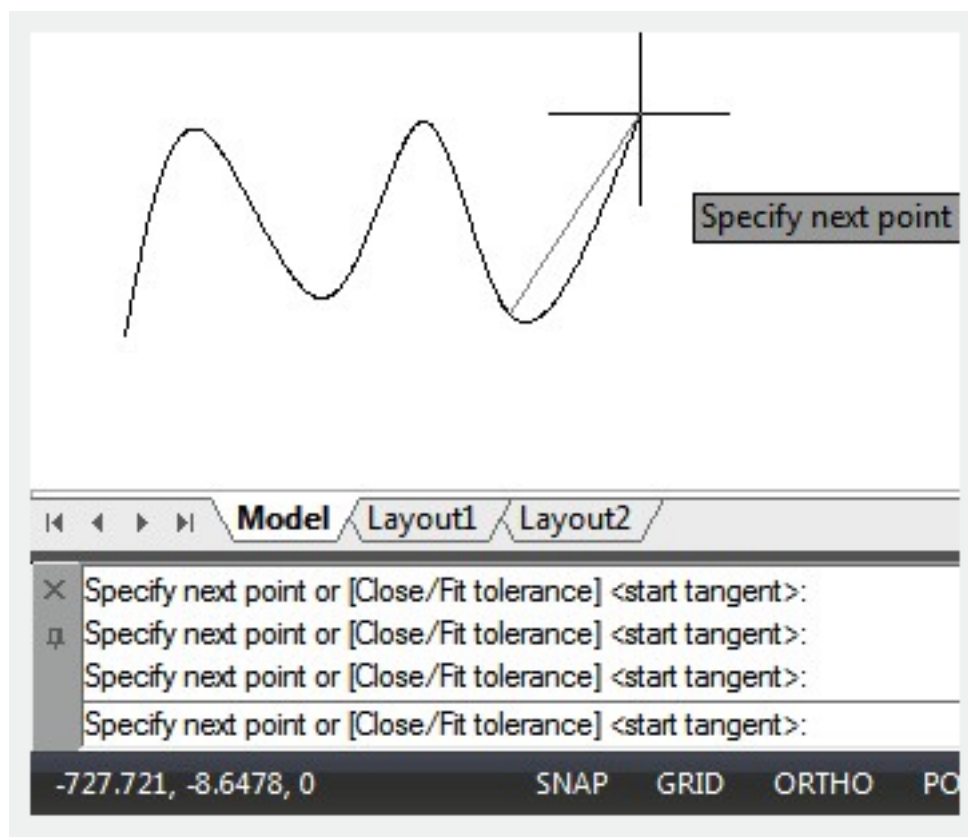 Specify next point
Model Layout1 Layout2
Specify next point or [Close/Fit tolerance] <start tangent>:
Specify next point or [Close/Fit tolerance] <start tangent>:
Specify next point or [Close/Fit tolerance] <start tangent>:
Specify next point or [Close/Fit tolerance] <start tangent>:
-727.721, -8.6478, 0 SNAP GRID ORTHO PO